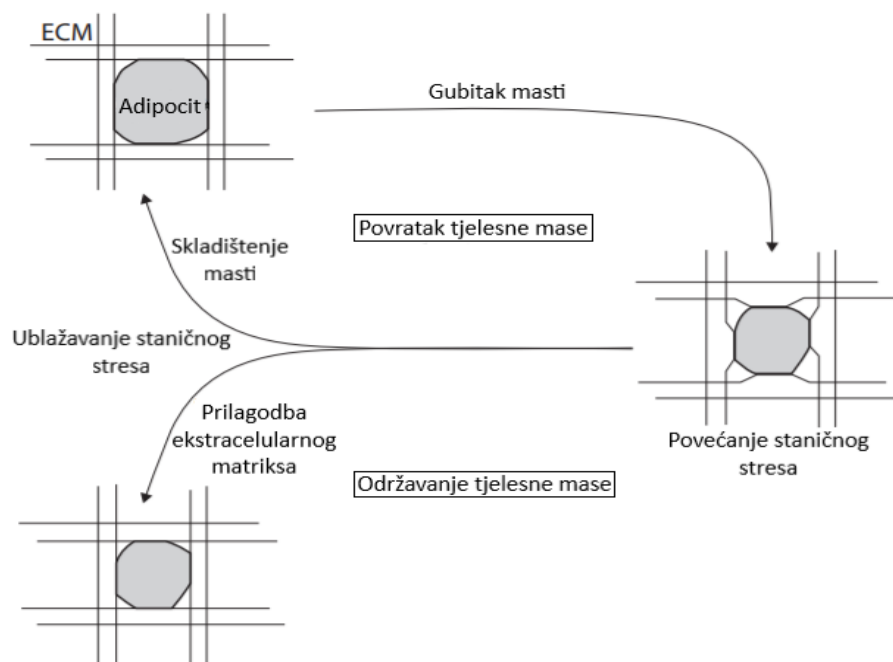 ECM
Adipocit
Gubitak masti
Povratak tjelesne mase
Skladištenje
masti
Ublažavanje staničnog
stresa
Prilagodba
ekstracelularnog
matriksa
Povećanje staničnog
stresa
Održavanje tjelesne mase